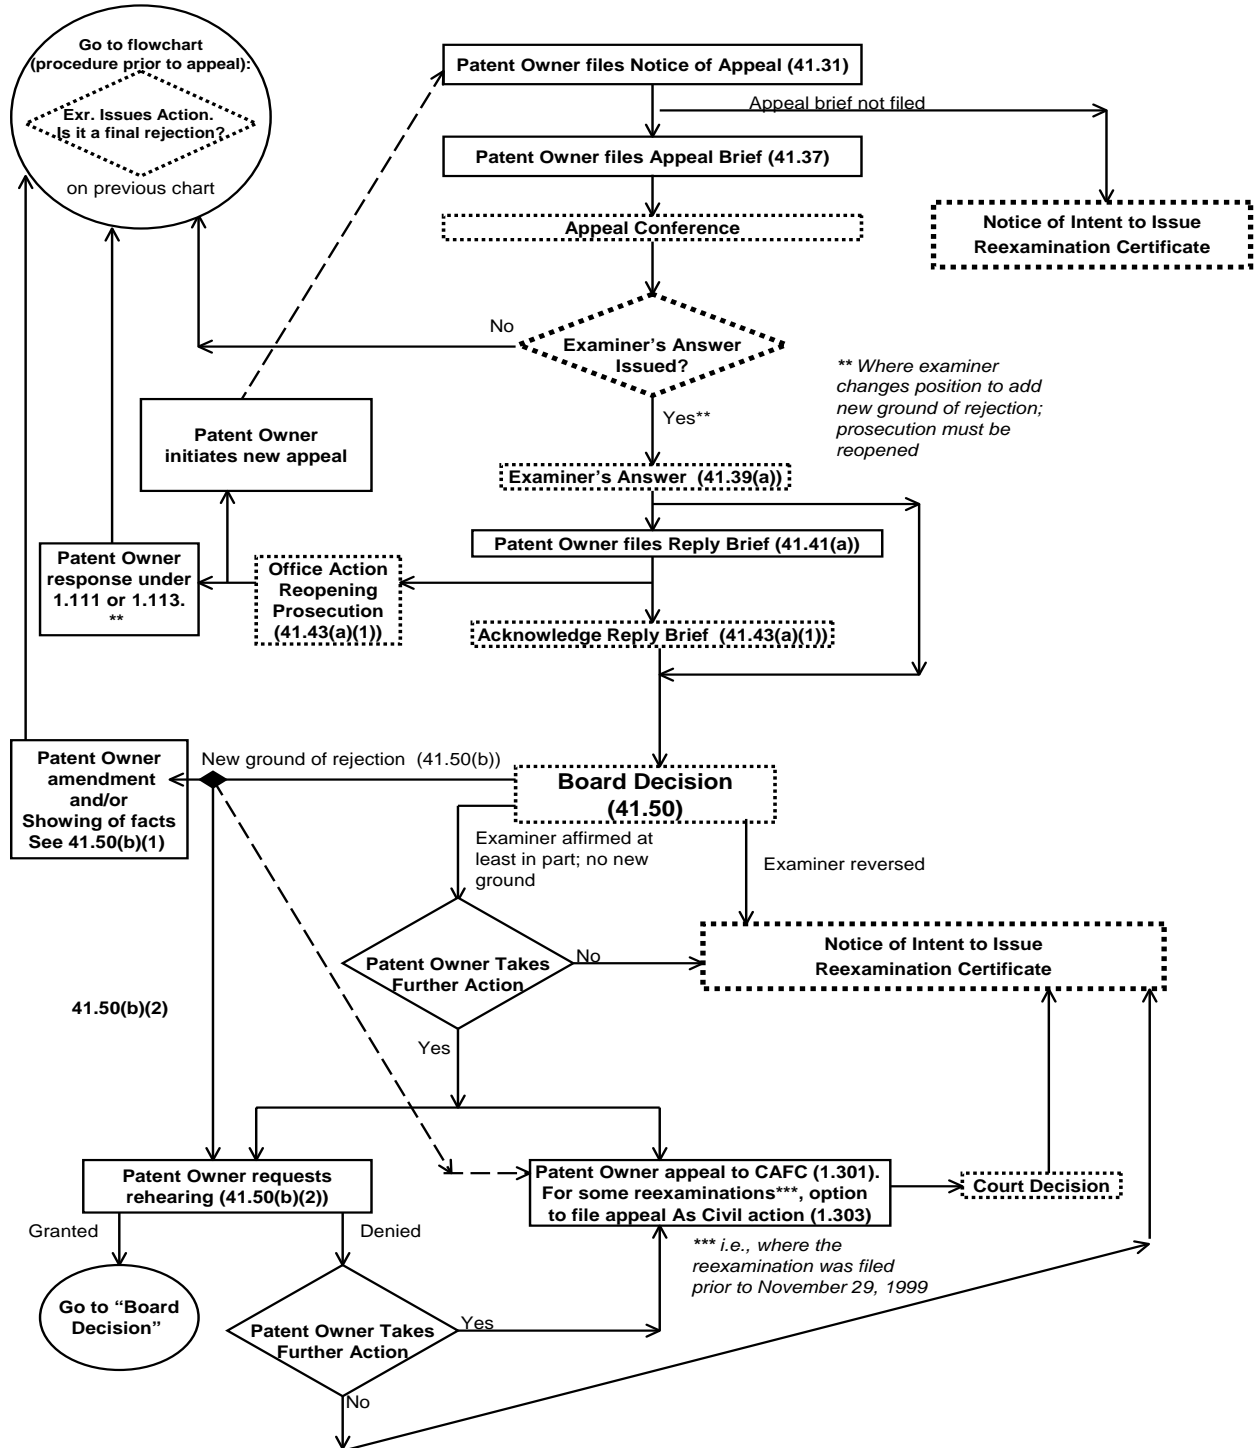 Go to flowchart
(procedure prior to appeal):
Exr. Issues Action.
Is it a final rejection?
on previous chart
Patent Owner files Notice of Appeal (41.31)
Appeal brief not filed
Patent Owner files Appeal Brief (41.37)
Notice of Intent to Issue
Reexamination Certificate
Appeal Conference
No
Examiner's Answer
Issued?
** Where examiner
changes position to add
new ground of rejection;
prosecution must be
reopened
Yes**
Patent Owner
initiates new appeal
Examiner's Answer (41.39(a))
Patent Owner files Reply Brief (41.41(a))
Patent Owner
response under
1.111 or 1.113.
**
Office Action
Reopening
Prosecution
(41.43(a)(1))
Acknowledge Reply Brief (41.43(a)(1))
Patent Owner
amendment
and/or
Showing of facts
See 41.50(b)(1)
New ground of rejection (41.50(b))
Board Decision
(41.50)
Examiner affirmed at
least in part; no new
ground
Examiner reversed
Patent Owner Takes
Further Action
No
Notice of Intent to Issue
Reexamination Certificate
41.50(b)(2)
Yes
Patent Owner requests
rehearing (41.50(b)(2))
Patent Owner appeal to CAFC (1.301).
For some reexaminations***, option
to file appeal As Civil action (1.303)
Court Decision
Granted
Denied
*** i.e., where the
reexamination was filed
prior to November 29, 1999
Go to “Board
Decision”
Patent Owner Takes
Further Action
Yes
No